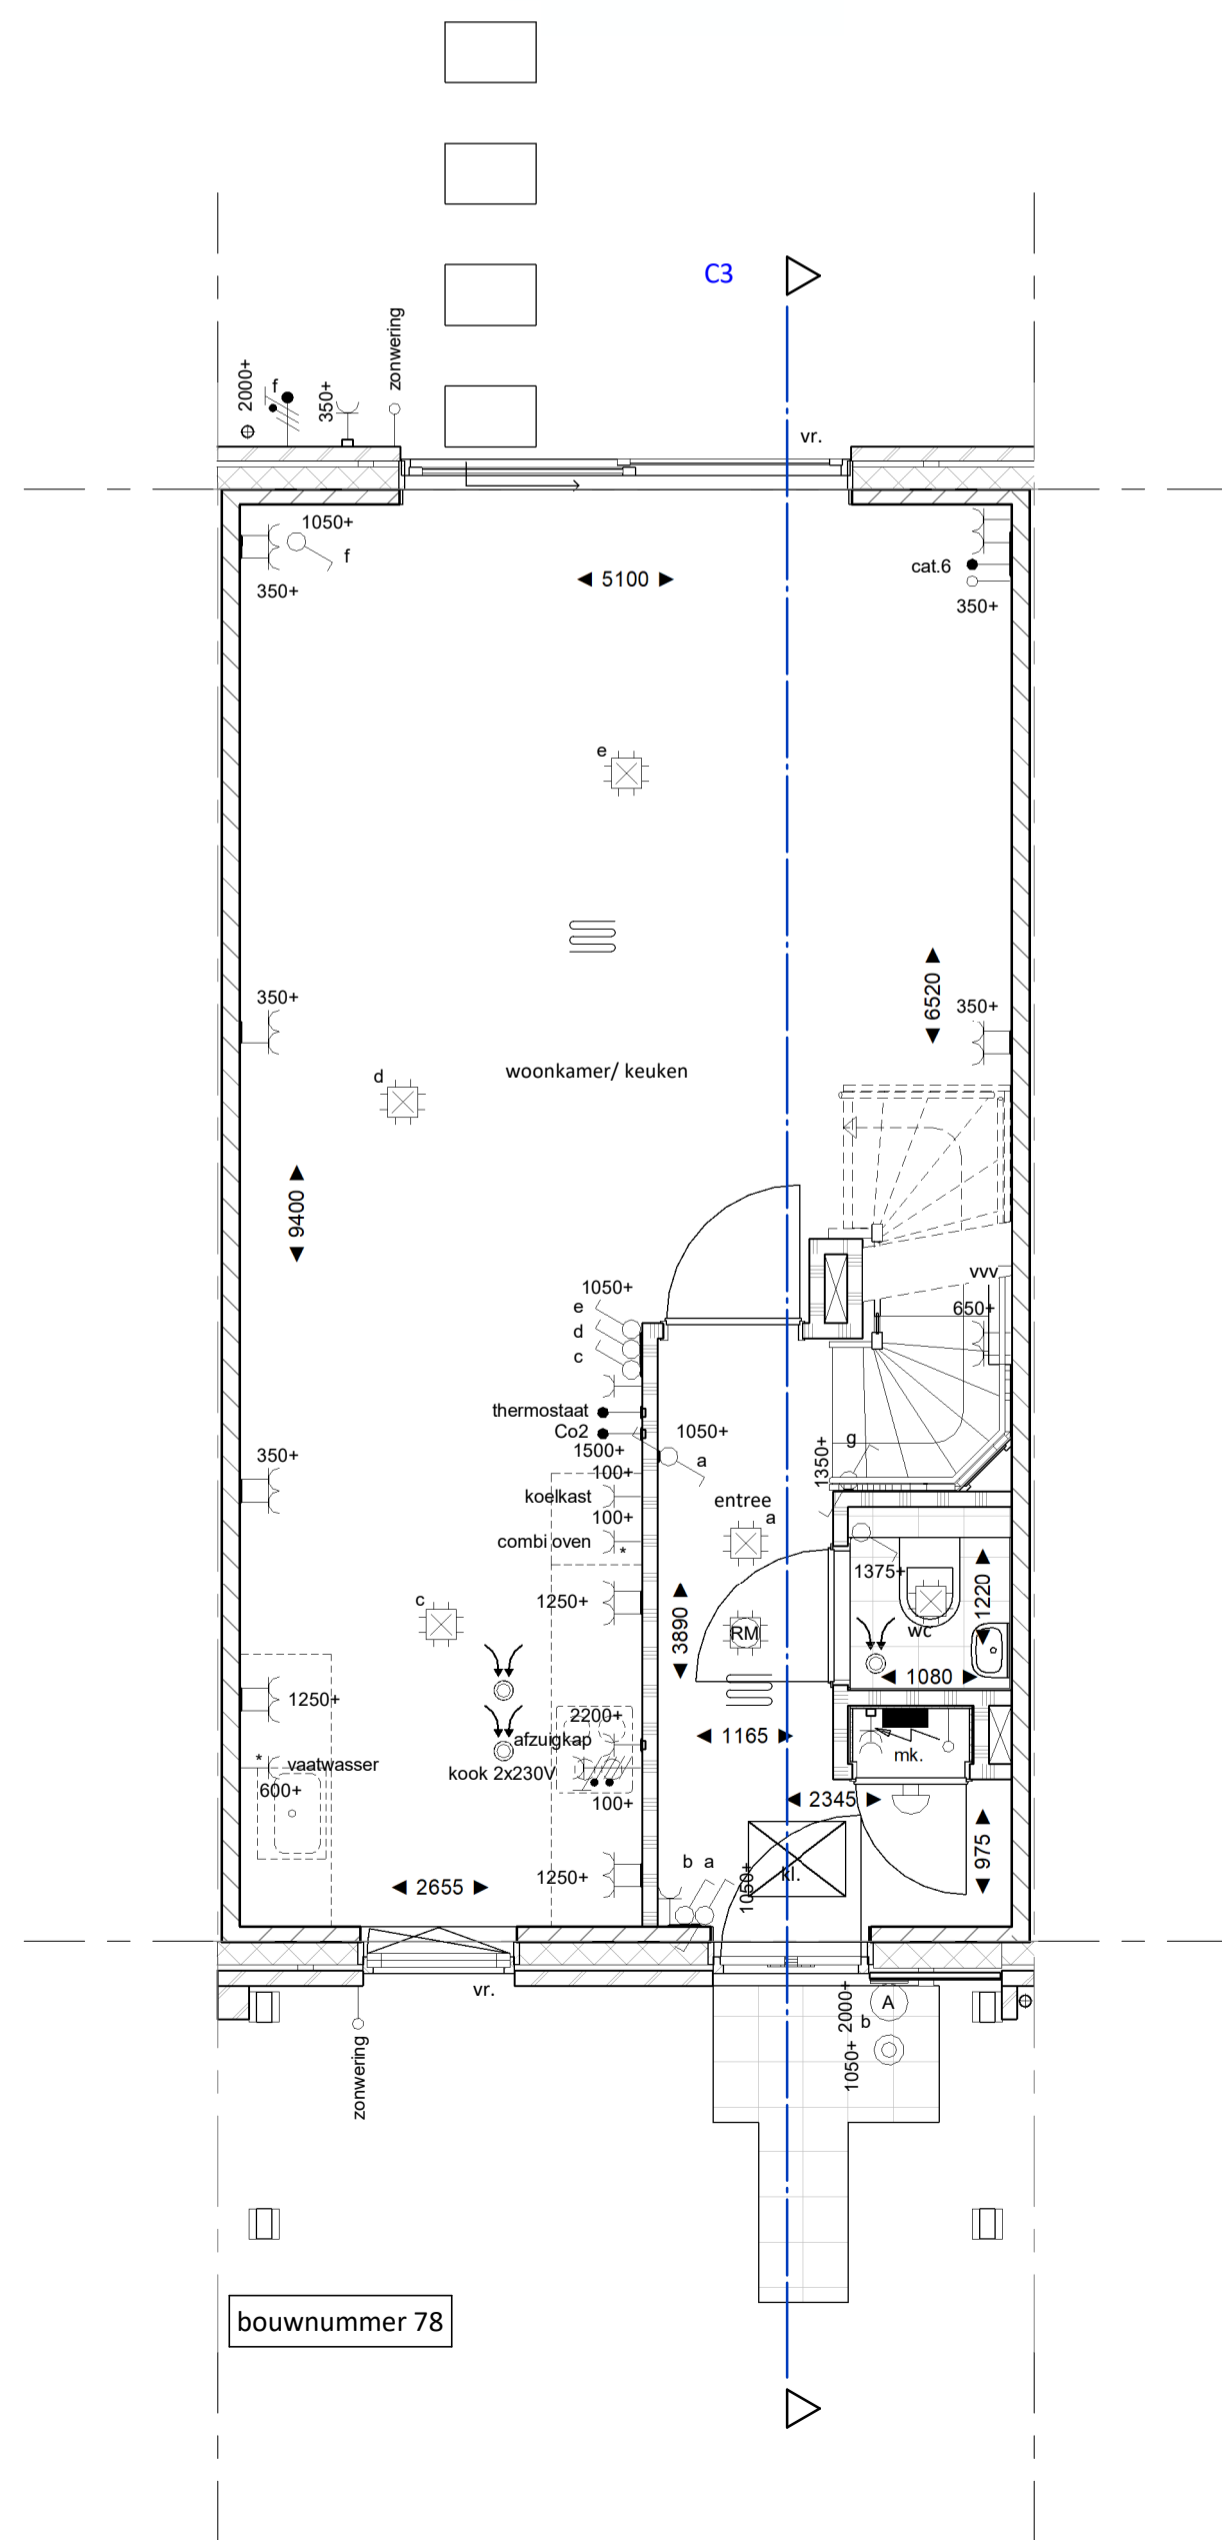 C3
zonwering
2000+
f
350+
vr.
1050+
f
350+
◄ 5100 ►
cat.6
350+
e
◄ 6520 ►
350+
350+
woonkamer/ keuken
d
◄ 9400 ►
vvv
650+
1050+
e
d
c
thermostaat
Co2
1500+
1050+
a
g
1350+
350+
100+
koelkast
entree
a
100+
combi oven
*
1375+
1250+
c
◄ 3890 ►
RM
wc
◄ 1220 ►
◄ 1080 ►
1250+
2200+
afzuigkap
◄ 1165 ►
mk.
* vaatwasser
kook 2x230V
600+
100+
◄ 2345 ►
◄ 975 ►
b a
1050+
kl.
1250+
◄ 2655 ►
vr.
zonwering
2000+
A
b
1050+
bouwnummer 78